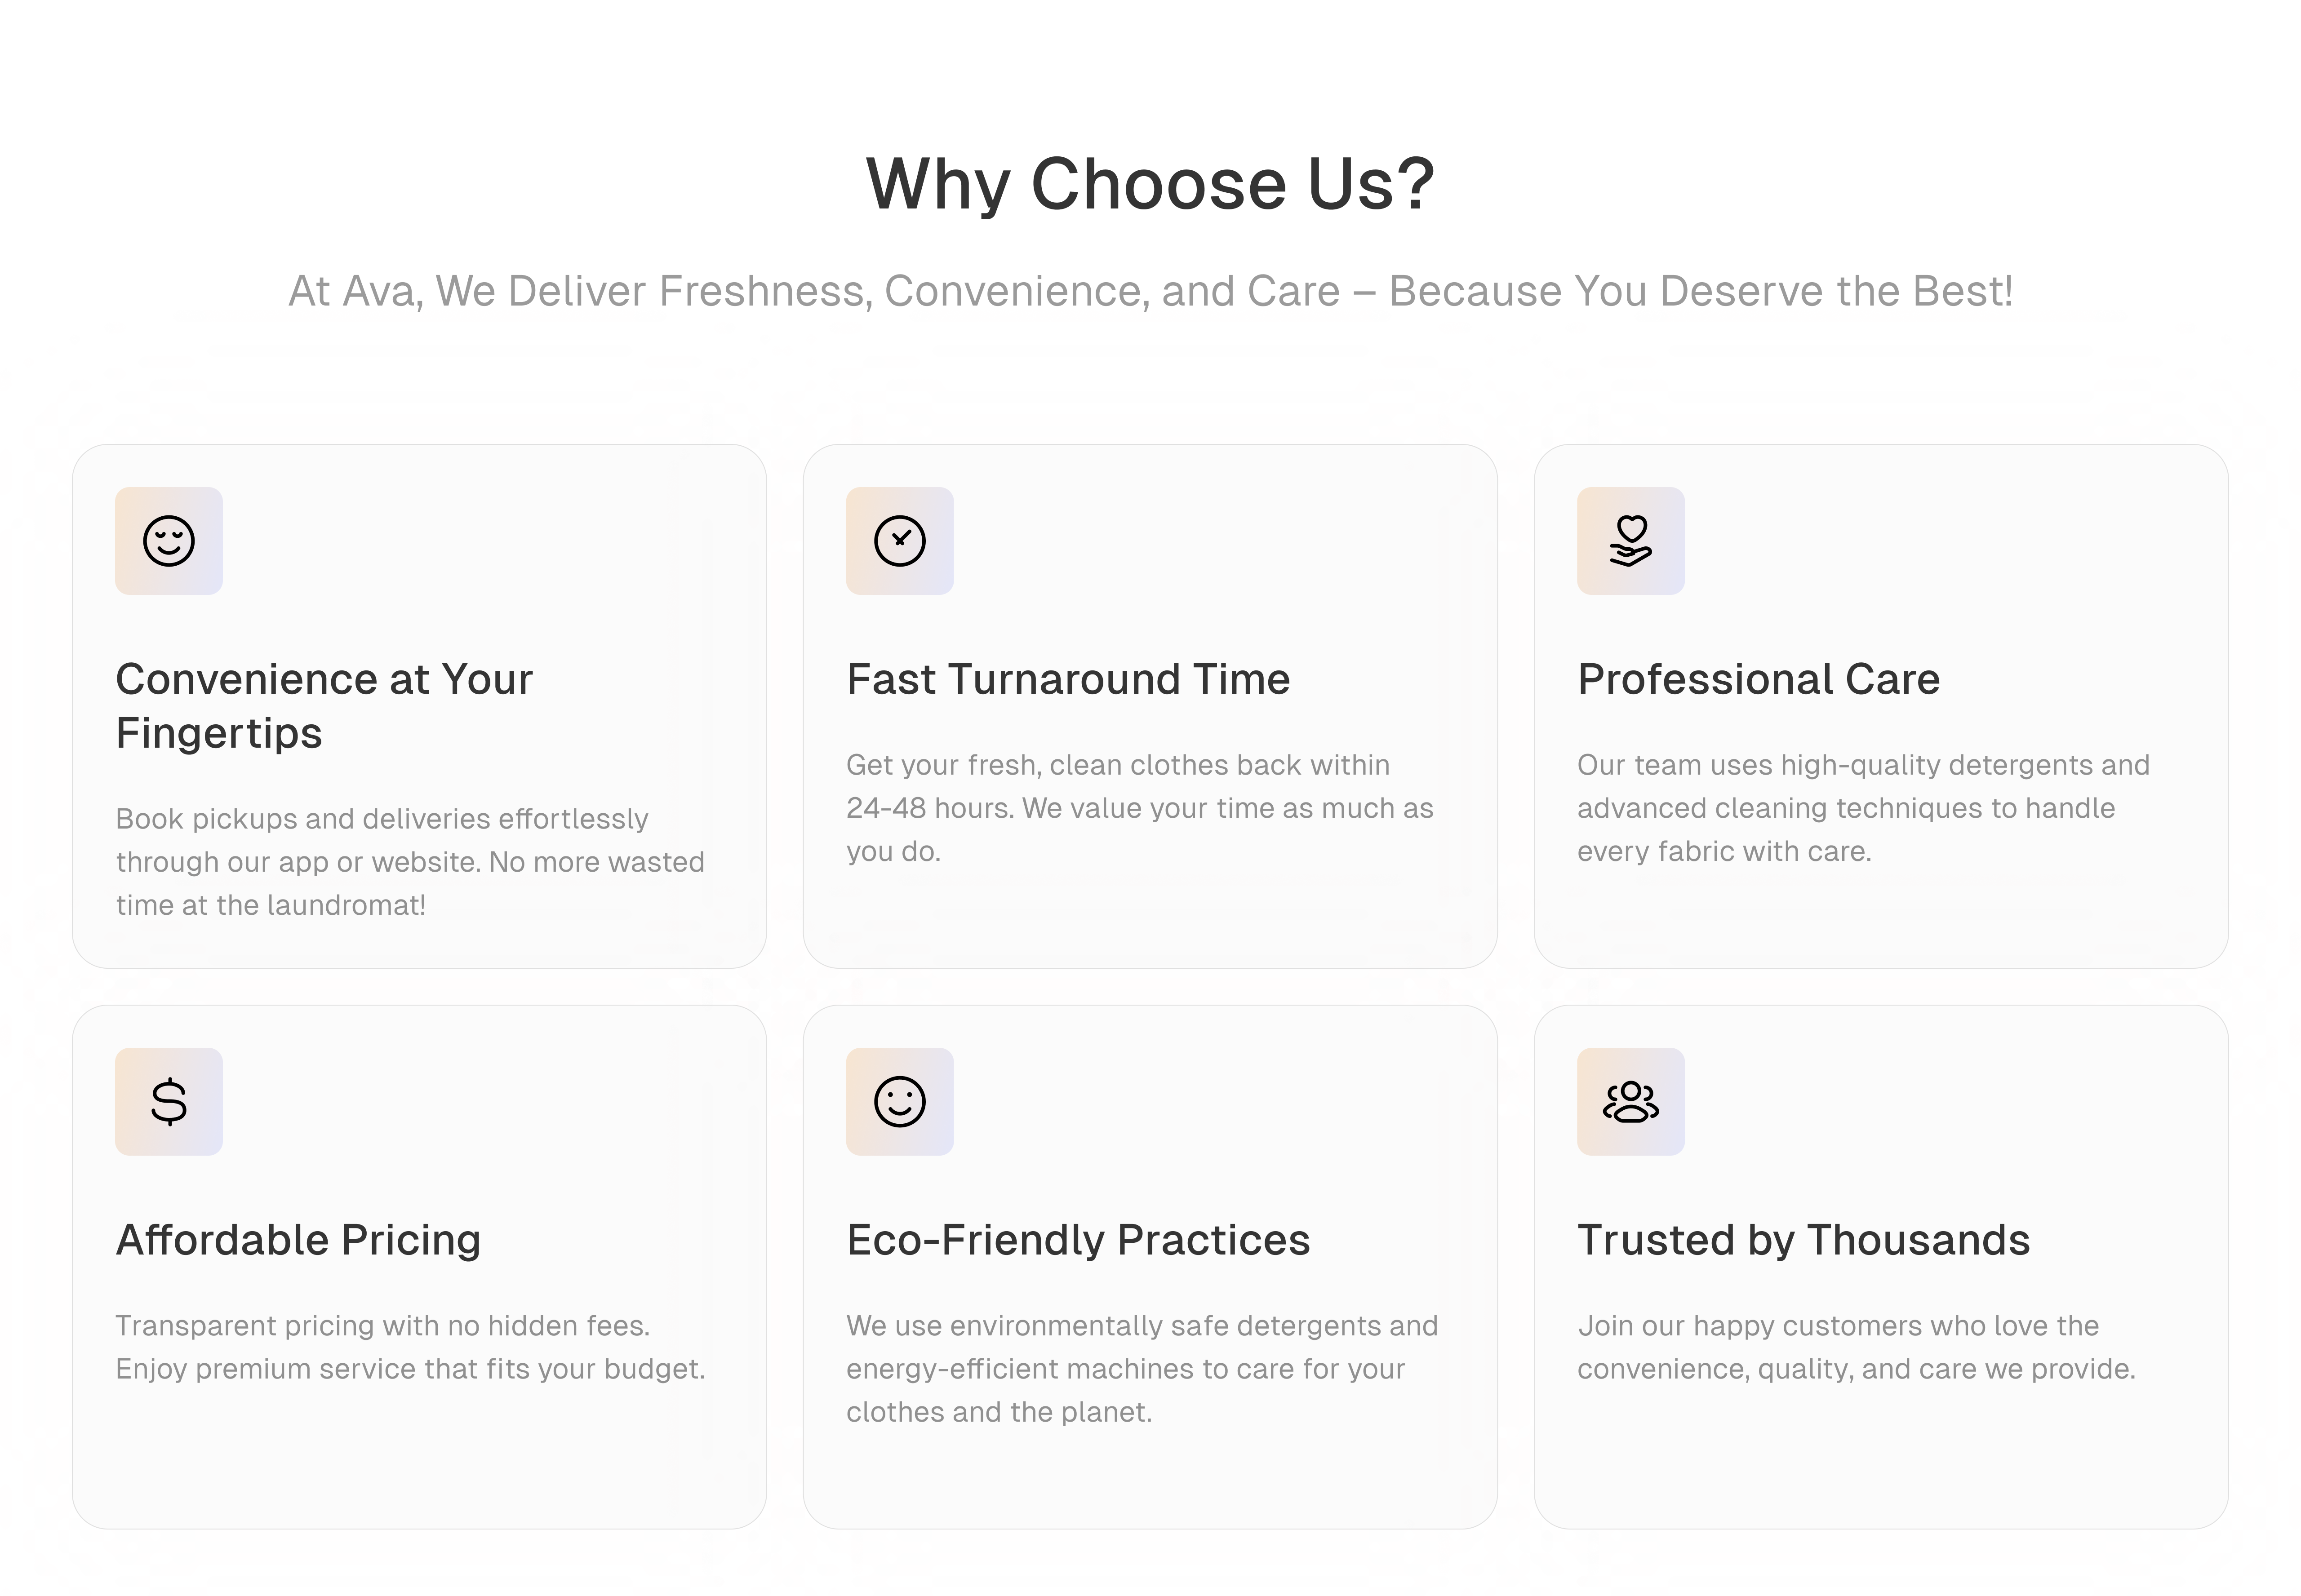 Why Choose Us?
At Ava, We Deliver Freshness, Convenience, and Care – Because You Deserve the Best!
Convenience at Your
Fingertips
Book pickups and deliveries effortlessly
through our app or website. No more wasted
time at the laundromat!
Fast Turnaround Time
Get your fresh, clean clothes back within
24-48 hours. We value your time as much as
you do.
Professional Care
Our team uses high-quality detergents and
advanced cleaning techniques to handle
every fabric with care.
Affordable Pricing
Transparent pricing with no hidden fees.
Enjoy premium service that fits your budget.
Eco-Friendly Practices
We use environmentally safe detergents and
energy-efficient machines to care for your
clothes and the planet.
Trusted by Thousands
Join our happy customers who love the
convenience, quality, and care we provide.